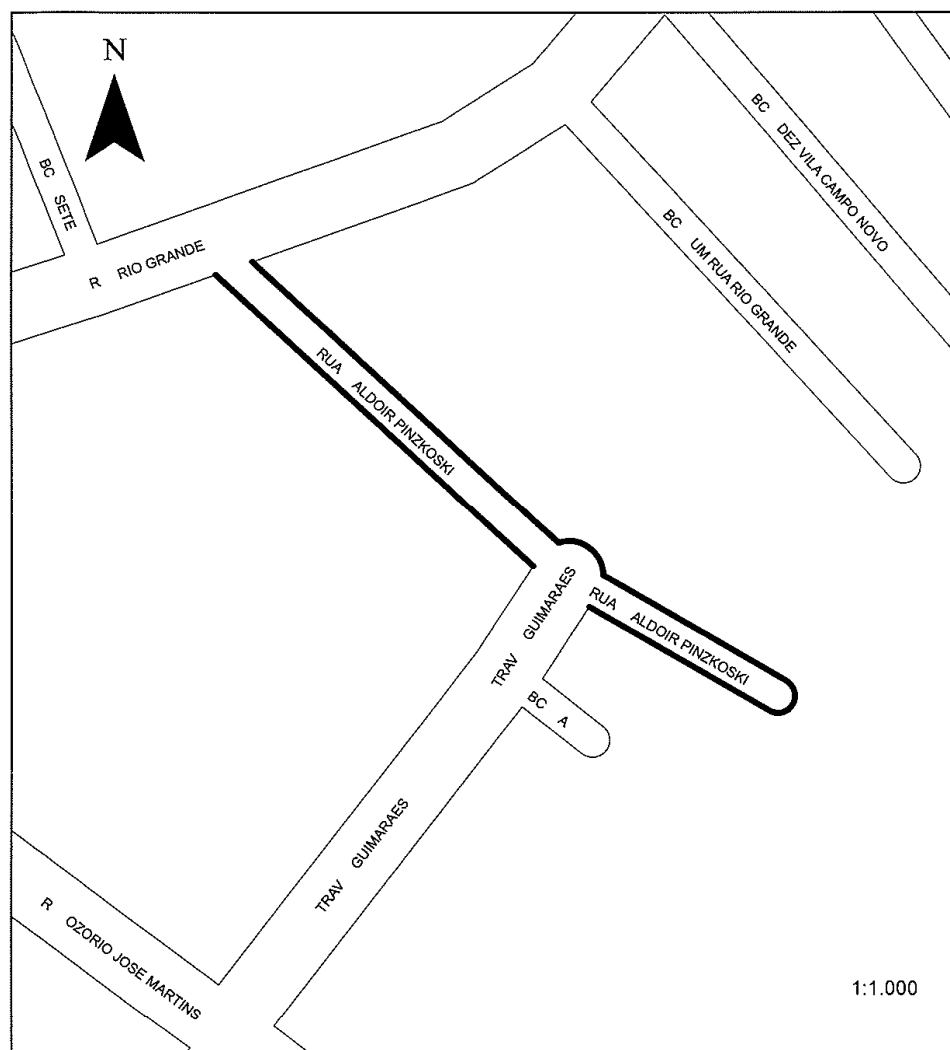 N
BC SETE
R RIO GRANDE
BC DEZ VILA CAMPO NOVO
BC UM RUA RIO GRANDE
RUA ALDOIR PINZKOSKI
TRAV GUIMARAES
RUA ALDOIR PINZKOSKI
BC A
TRAV GUIMARAES
R OZORIO JOSE MARTINS
1:1.000